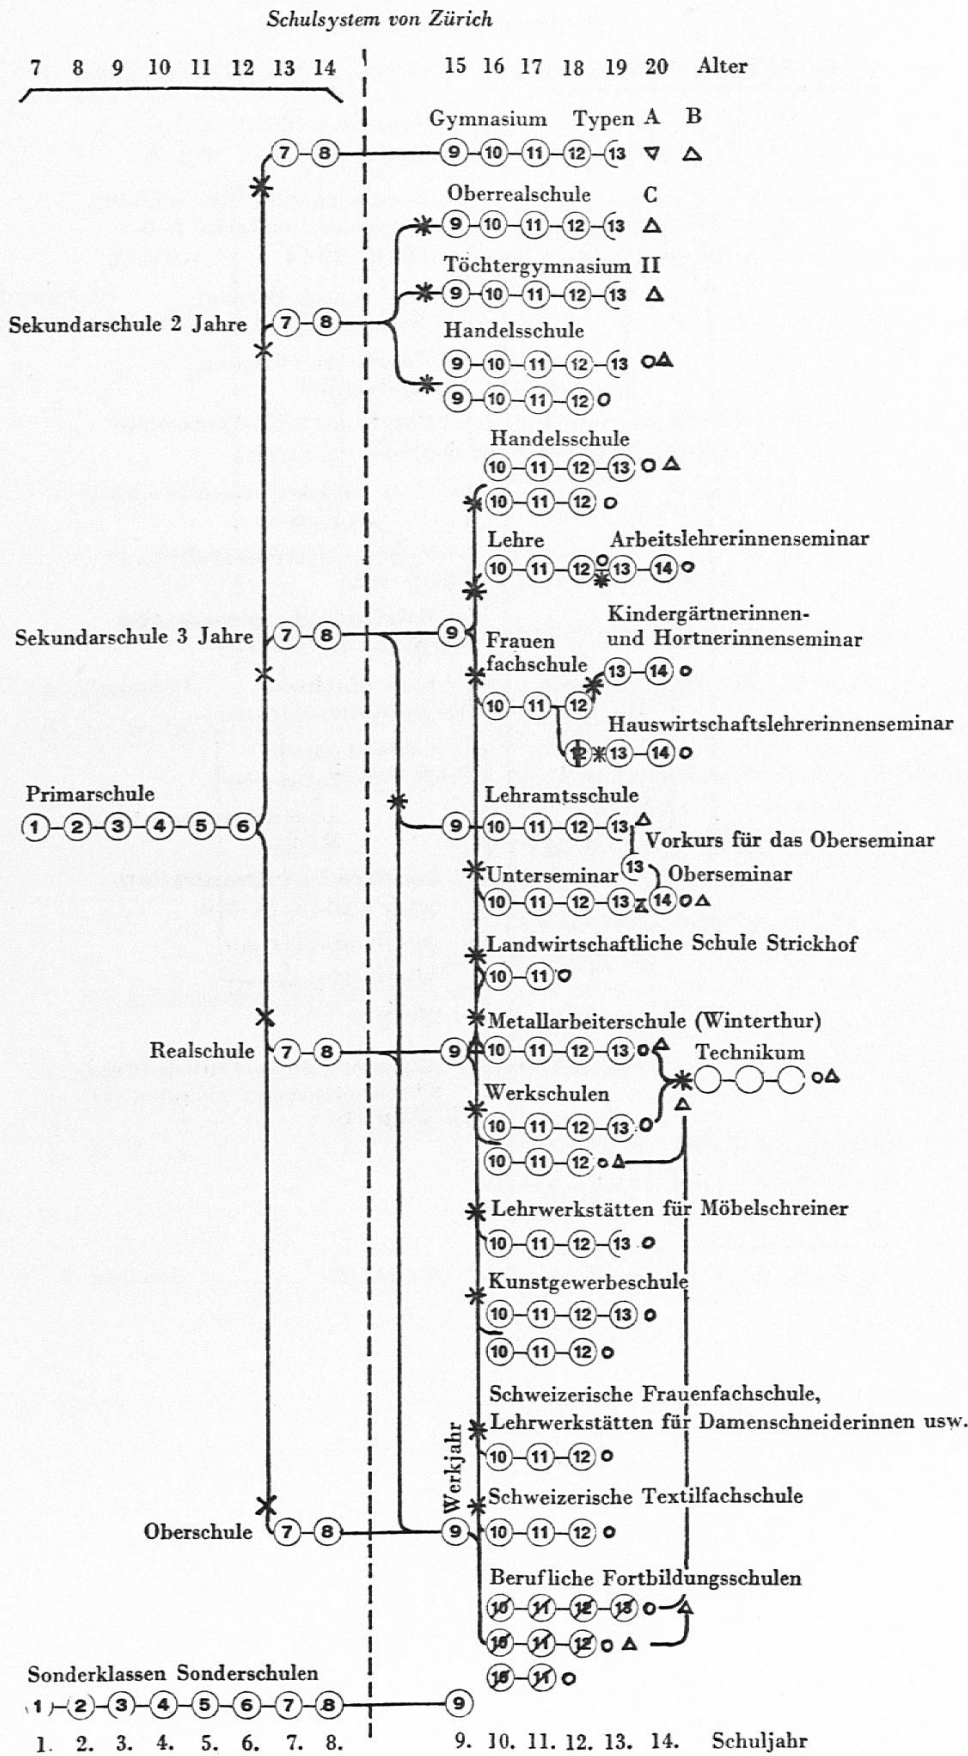 Schulsystem von Zürich
7 8 9 10 11 12 13 14 15 16 17 18 19 20 Alter
Gymnasium Typen A B
7 8 9 10 11 12 13
Oberrealschule C
9 10 11 12 13
Töchtergymnasium II
9 10 11 12 13
Sekundarschule 2 Jahre 7 8
Handelsschule
9 10 11 12 13
9 10 11 12
Handelsschule
10 11 12 13
10 11 12
Lehre Arbeitslehrerinnenseminar
10 11 12 13 14
Kindergärtnerinnen-
und Hortnerinnenseminar
Sekundarschule 3 Jahre 7 8 9
Frauen
fachschule
13 14
10 11 12
Hauswirtschaftslehrerinnenseminar
12 13 14
Primarschule
1 2 3 4 5 6
Lehramtsschule
9 10 11 12 13
Vorkurs für das Oberseminar
13
Unterseminar Oberseminar
10 11 12 13 14
Landwirtschaftliche Schule Strickhof
10 11
Metallarbeiterschule (Winterthur)
Realschule 7 8 9 10 11 12 13
Technikum
Werkschulen
10 11 12 13
10 11 12
Lehrwerkstätten für Möbelschreiner
10 11 12 13
Kunstgewerbeschule
10 11 12 13
10 11 12
Schweizerische Frauenfachschule,
Lehrwerkstätten für Damenschneiderinnen usw.
10 11 12
Werkjahr
Schweizerische Textilfachschule
Oberschule 7 8 9 10 11 12
Berufliche Fortbildungsschulen
10 11 12 13
10 11 12
10 11
Sonderklassen Sonderschulen
1 2 3 4 5 6 7 8 9
1. 2. 3. 4. 5. 6. 7. 8. 9. 10. 11. 12. 13. 14. Schuljahr